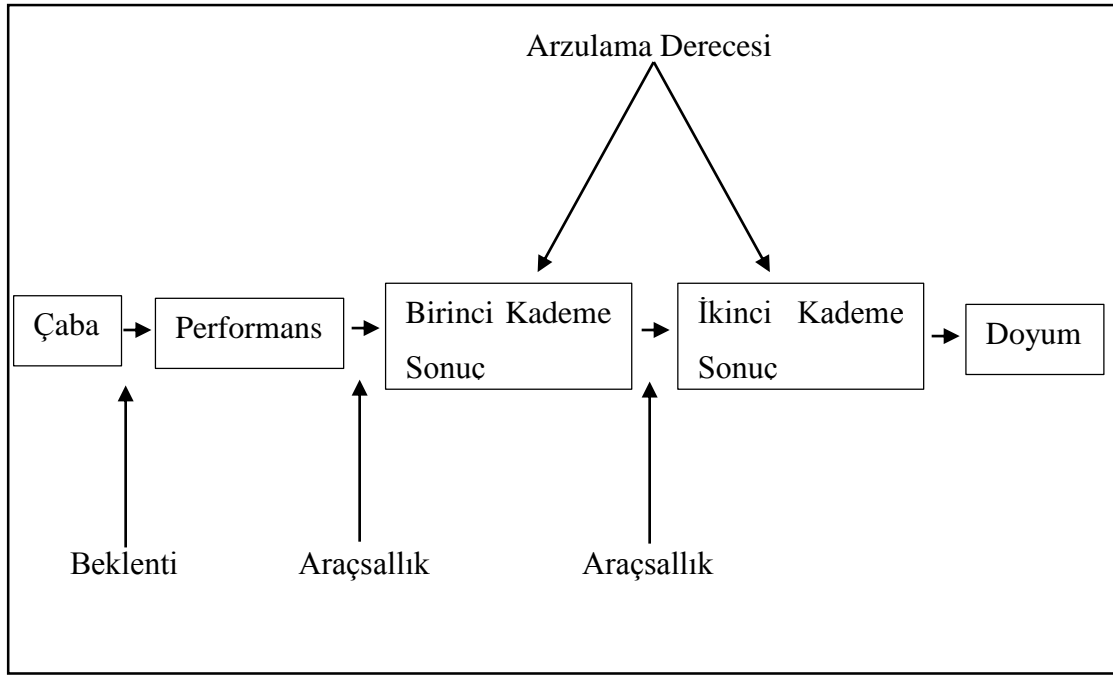 Arzulama Derecesi
Çaba
Performans
Birinci Kademe
Sonuç
İkinci Kademe
Sonuç
Doyum
Beklenti
Araçsallık
Araçsallık